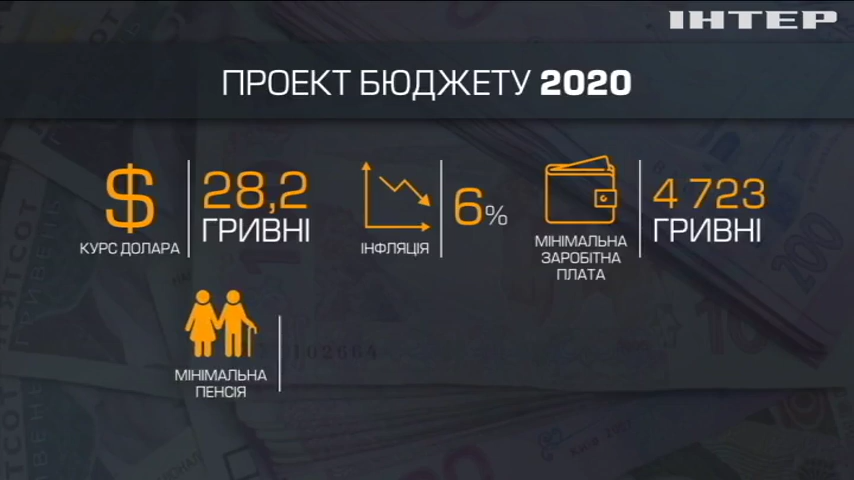 ІНТЕР
ПРОЕКТ БЮДЖЕТУ 2020
$
КУРС ДОЛАРА
28,2
ГРИВНІ
ІНФЛЯЦІЯ
6%
МІНІМАЛЬНА
ЗАРОБІТНА
ПЛАТА
4 723
ГРИВНІ
МІНІМАЛЬНА
ПЕНСІЯ